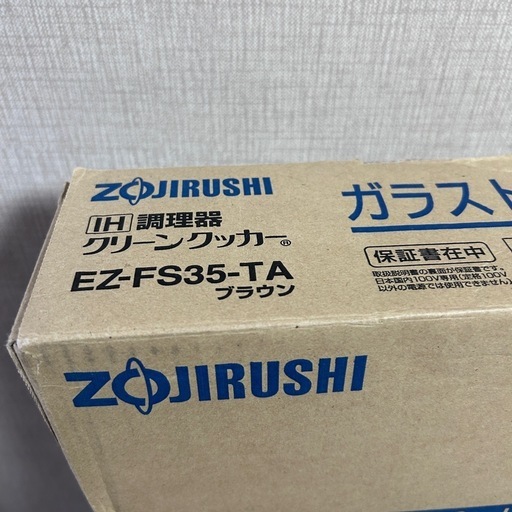 ZOJIRUSHI
IH 調理器
クリーンクッカー®
EZ-FS35-TA
ブラウン
ガラスト
保証書在中
取扱説明書の裏面が保証書です。
日本国内100V専用(定格100V
以外の電源では使用できません)
ZOJIRUSHI